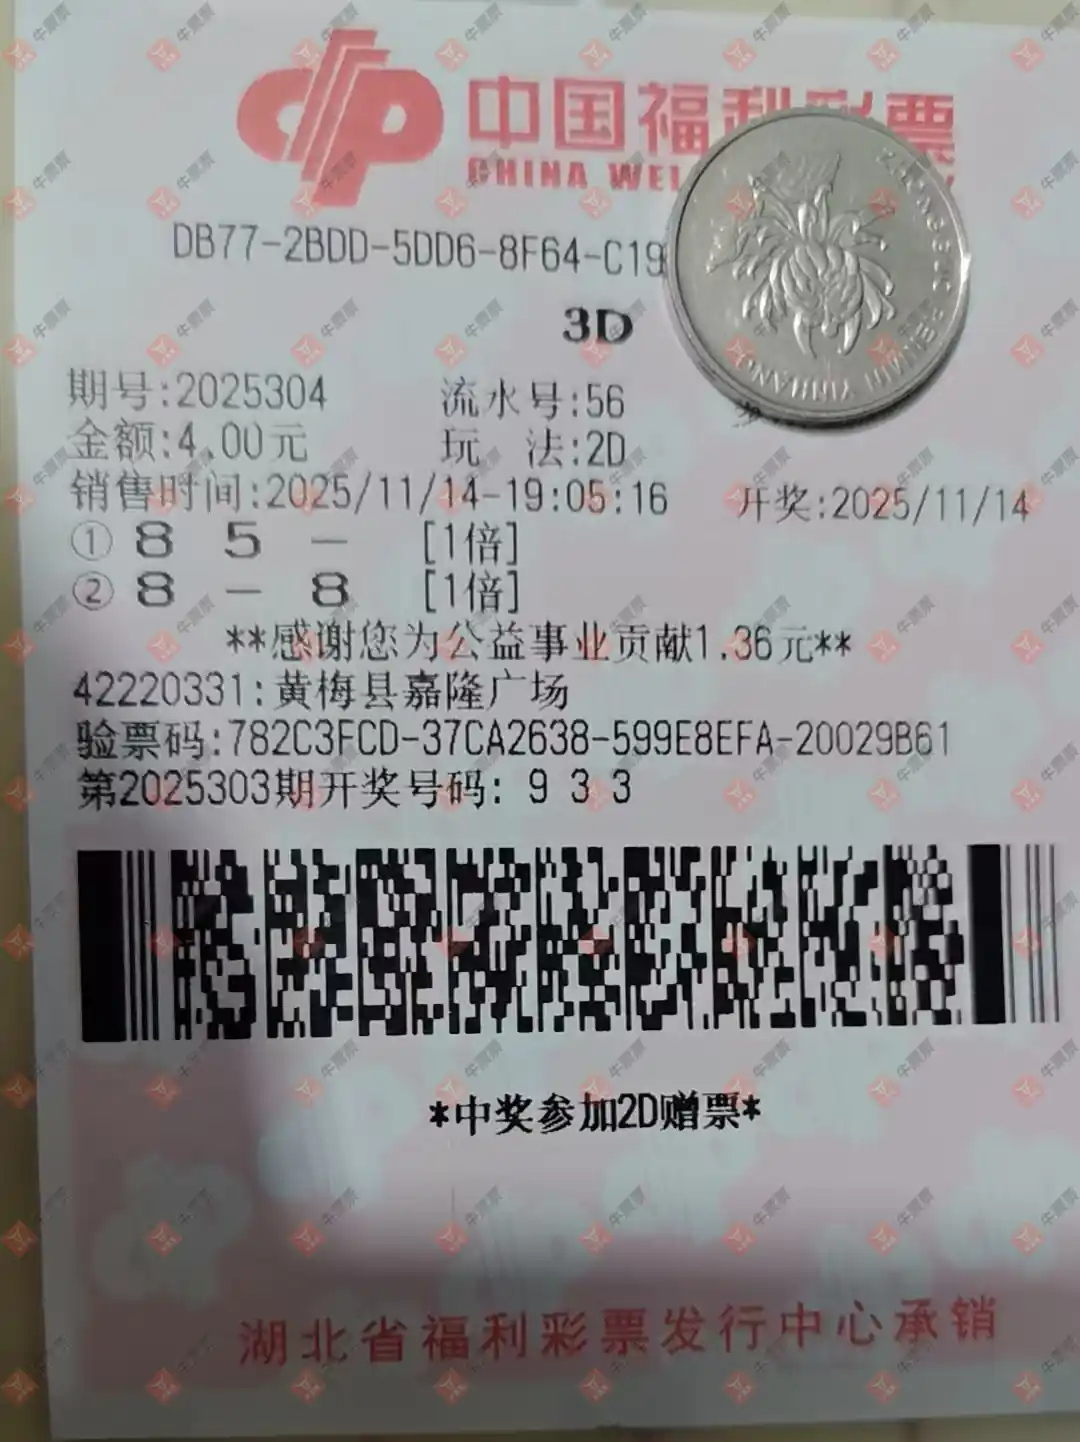 中国福利彩票
CHINA WEL
DB77-2BDD-5DD6-8F64-C19
3D
期号:2025304 流水号:56
金额:4.00元 玩 法:2D
销售时间:2025/11/14-19:05:16 开奖:2025/11/14
① 8 5 — [1倍]
② 8 — 8 [1倍]
**感谢您为公益事业贡献1.36元**
42220331:黄梅县嘉隆广场
验票码:782C3FCD-37CA2638-599E8EFA-20029B61
第2025303期开奖号码: 9 3 3
*中奖参加2D赠票*
湖北省福利彩票发行中心承销
牛票票